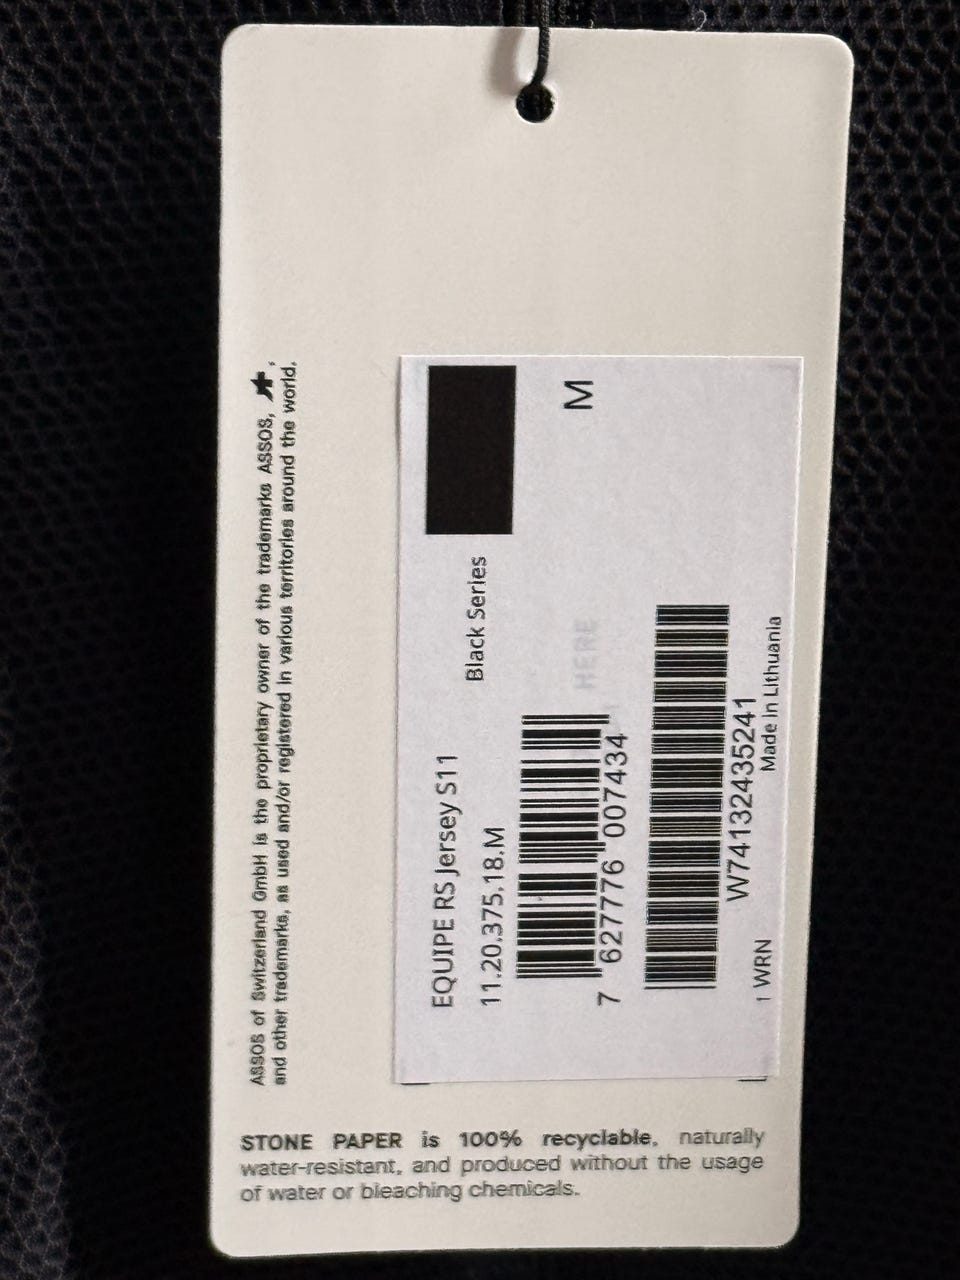 ASSOS of Switzerland GmbH is the proprietary owner of the trademarks ASSOS, ,
and other trademarks, as used and/or registered in various territories around the world.
EQUIPE RS Jersey S11
Black Series
11.20.375.18.M
M
7 627776 007434
HERE
W74132435241
1 WRN
Made in Lithuania
STONE PAPER is 100% recyclable, naturally
water-resistant, and produced without the usage
of water or bleaching chemicals.